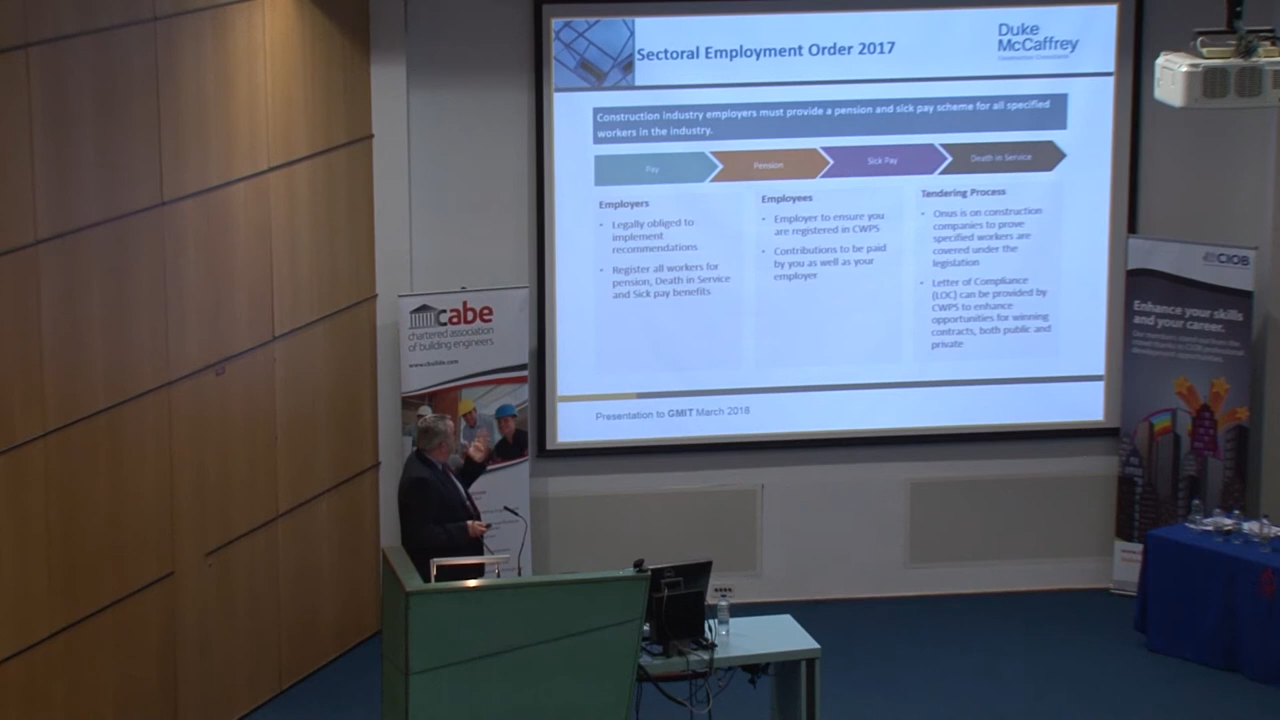 Sectoral Employment Order 2017
Duke
McCaffrey
Construction industry employers must provide a pension and sick pay scheme for all specified
workers in the industry.
Pay
Pension
Sick Pay
Death in Service
Employers
• Legally obliged to
implement
recommendations
• Register all workers for
pension, Death in Service
and Sick pay benefits
Employees
• Employer to ensure you
are registered in CWPS
• Contributions to be paid
by you as well as your
employer
Tendering Process
• Onus is on construction
companies to prove
specified workers are
covered under the
legislation
• Letter of Compliance
(LOC) can be provided by
CWPS to enhance
opportunities for winning
contracts, both public and
private
Presentation to GMIT March 2018
cabe
chartered association
of building engineers
CIOB
Enhance your skills
and your career.